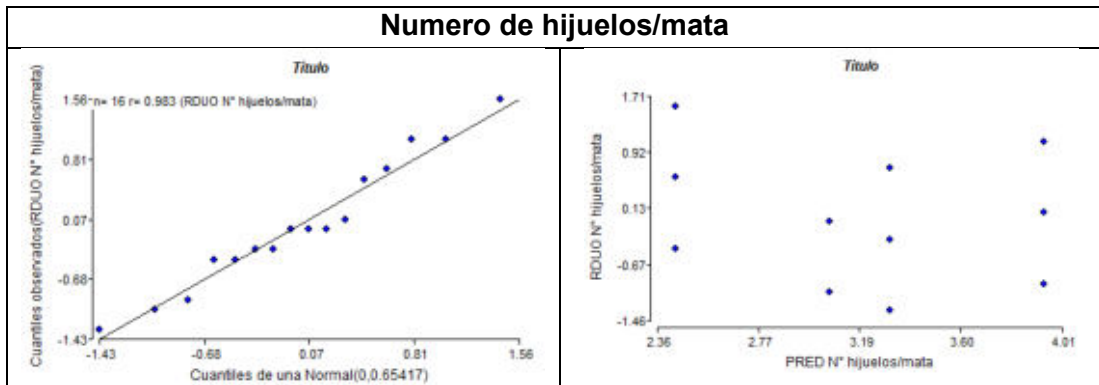 Numero de hijuelos/mata
Título
n= 16 r= 0.983 (RDUO N° hijuelos/mata)
Cuantiles observados(RDUO N° hijuelos/mata)
1.56
0.81
0.07
-0.68
-1.43
-1.43 -0.68 0.07 0.81 1.56
Cuantiles de una Normal(0,0.65417)
Título
RDUO N° hijuelos/mata
1.71
0.92
0.13
-0.67
-1.46
2.36 2.77 3.19 3.60 4.01
PRED N° hijuelos/mata